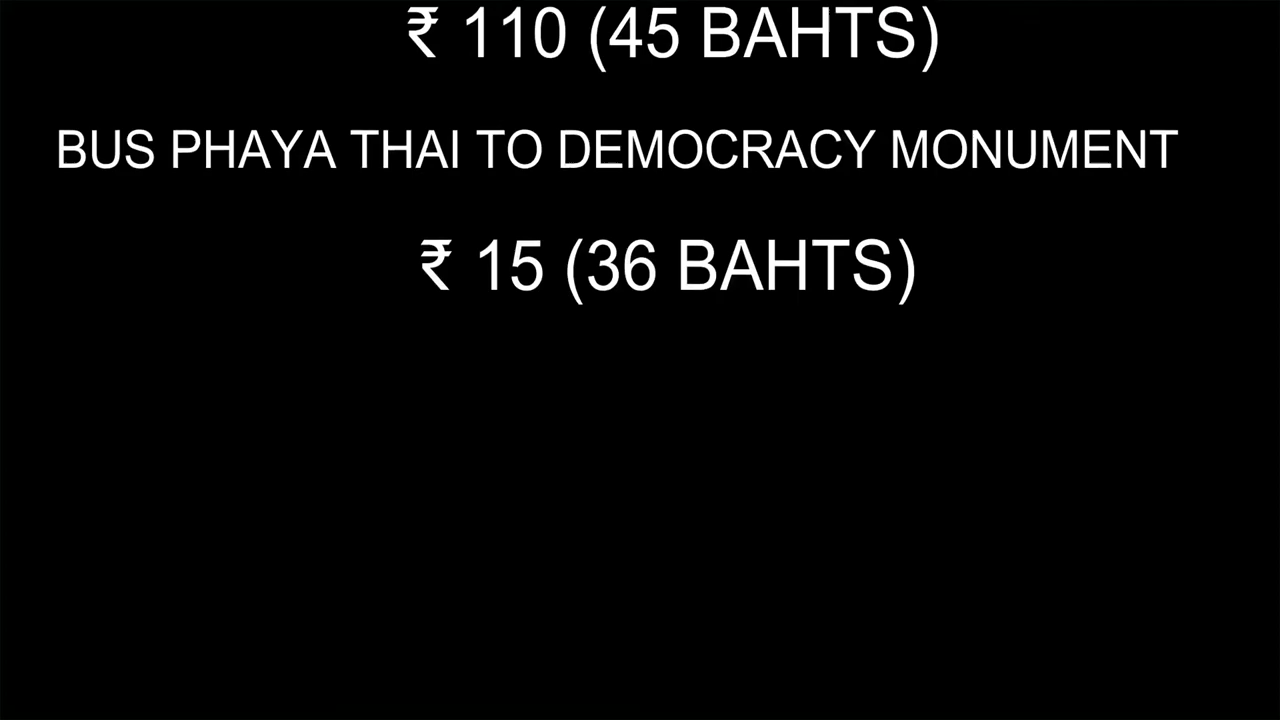 ₹ 110 (45 BAHTS)
BUS PHAYA THAI TO DEMOCRACY MONUMENT
₹ 15 (36 BAHTS)